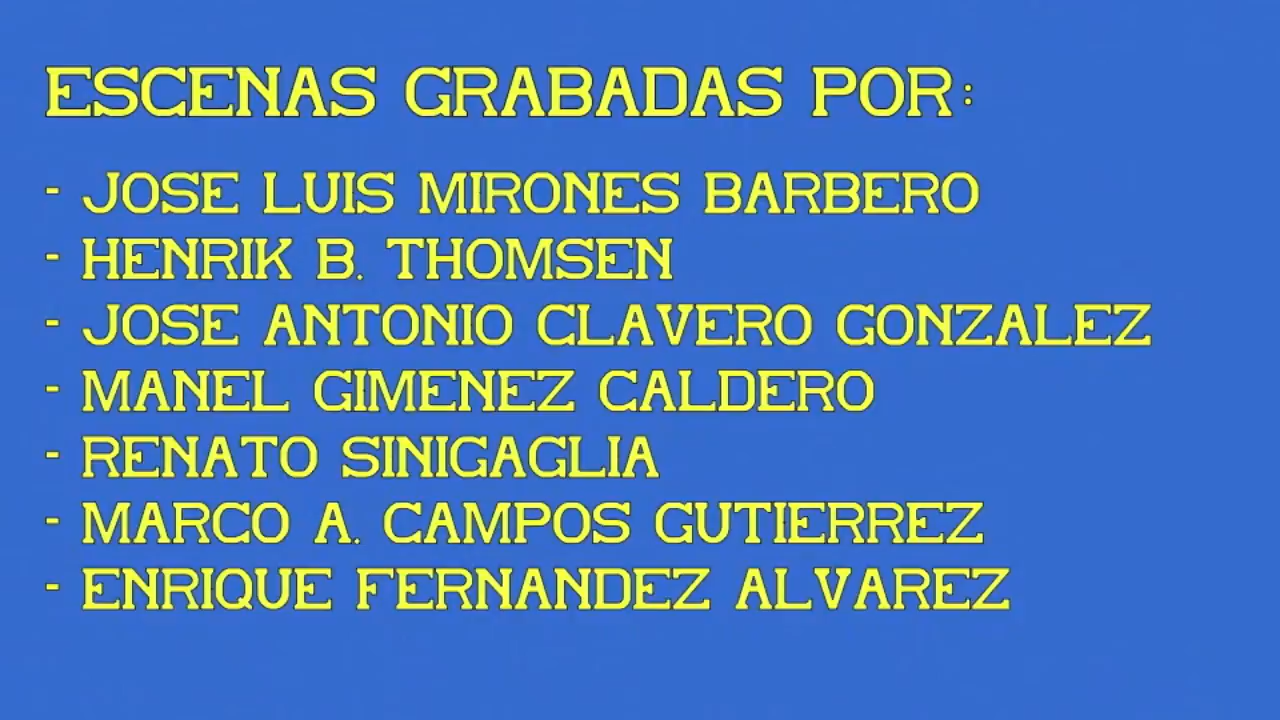 ESCENAS GRABADAS POR:
- JOSE LUIS MIRONES BARBERO
- HENRIK B. THOMSEN
- JOSE ANTONIO CLAVERO GONZALEZ
- MANEL GIMENEZ CALDERO
- RENATO SINIGAGLIA
- MARCO A. CAMPOS GUTIERREZ
- ENRIQUE FERNANDEZ ALVAREZ